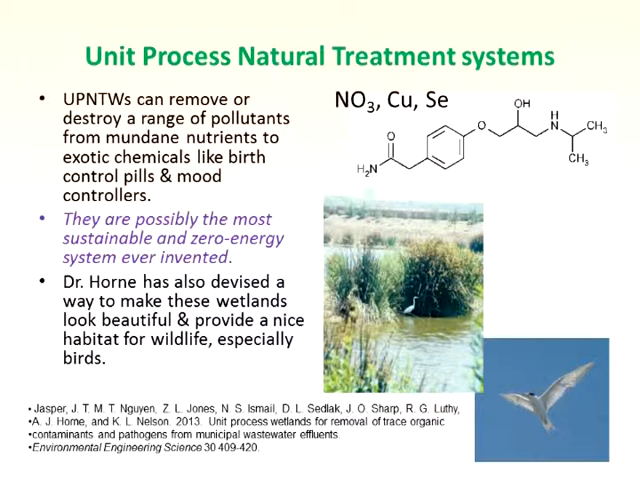 Unit Process Natural Treatment systems
• UPNTWs can remove or
destroy a range of pollutants
from mundane nutrients to
exotic chemicals like birth
control pills & mood
controllers.
• They are possibly the most
sustainable and zero-energy
system ever invented.
• Dr. Horne has also devised a
way to make these wetlands
look beautiful & provide a nice
habitat for wildlife, especially
birds.
NO3, Cu, Se
OH
O
H
N
CH3
CH3
O
H2N
• Jasper, J. T. M. T. Nguyen, Z. L. Jones, N. S. Ismail, D. L. Sedlak, J. O. Sharp, R. G. Luthy,
•A. J. Horne, and K. L. Nelson. 2013. Unit process wetlands for removal of trace organic
•contaminants and pathogens from municipal wastewater effluents.
•Environmental Engineering Science 30 409-420.